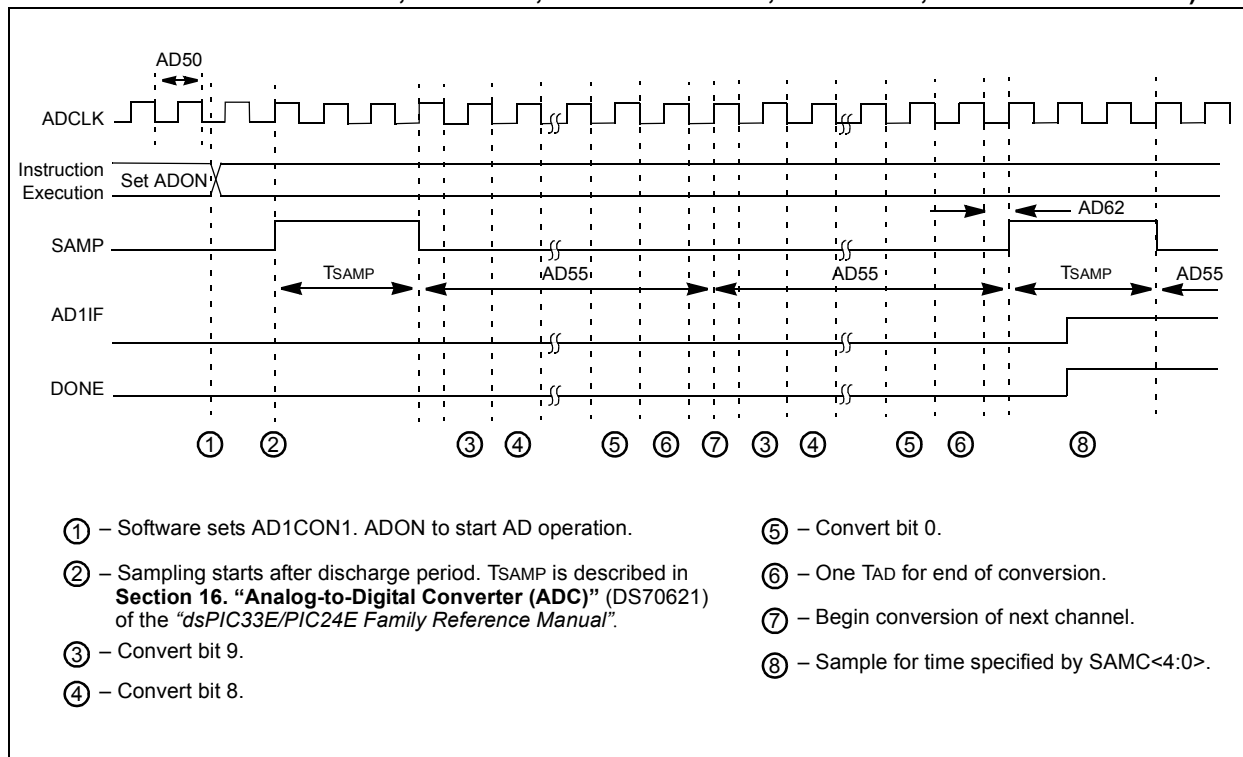 AD50
ADCLK
Instruction
Execution
Set ADON
AD62
SAMP
TSAMP
AD55
AD55
TSAMP
AD55
AD1IF
DONE
1 2 3 4 5 6 7 3 4 5 6 8
1 – Software sets AD1CON1. ADON to start AD operation.
2 – Sampling starts after discharge period. TSAMP is described in
Section 16. “Analog-to-Digital Converter (ADC)” (DS70621)
of the “dsPIC33E/PIC24E Family Reference Manual”.
3 – Convert bit 9.
4 – Convert bit 8.
5 – Convert bit 0.
6 – One TAD for end of conversion.
7 – Begin conversion of next channel.
8 – Sample for time specified by SAMC<4:0>.